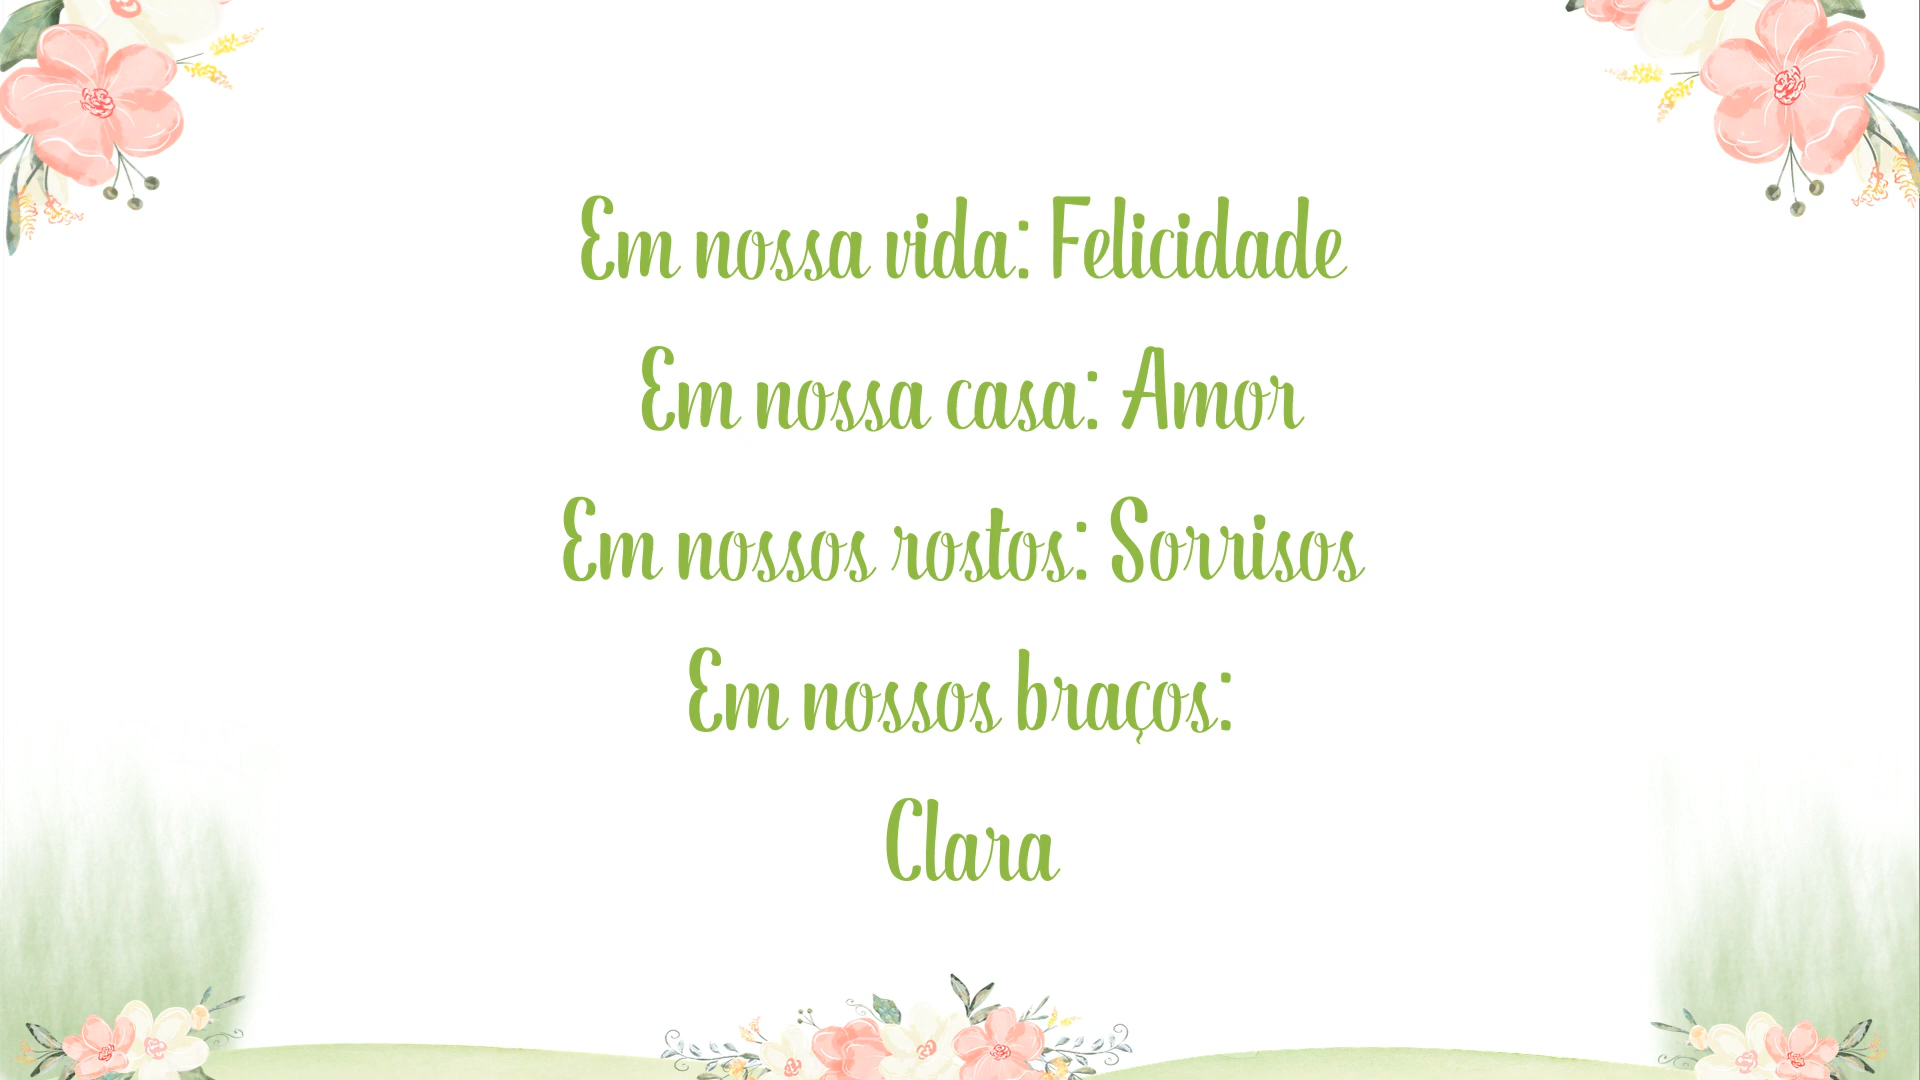 Em nossa vida: Felicidade
Em nossa casa: Amor
Em nossos rostos: Sorrisos
Em nossos braços:
Clara